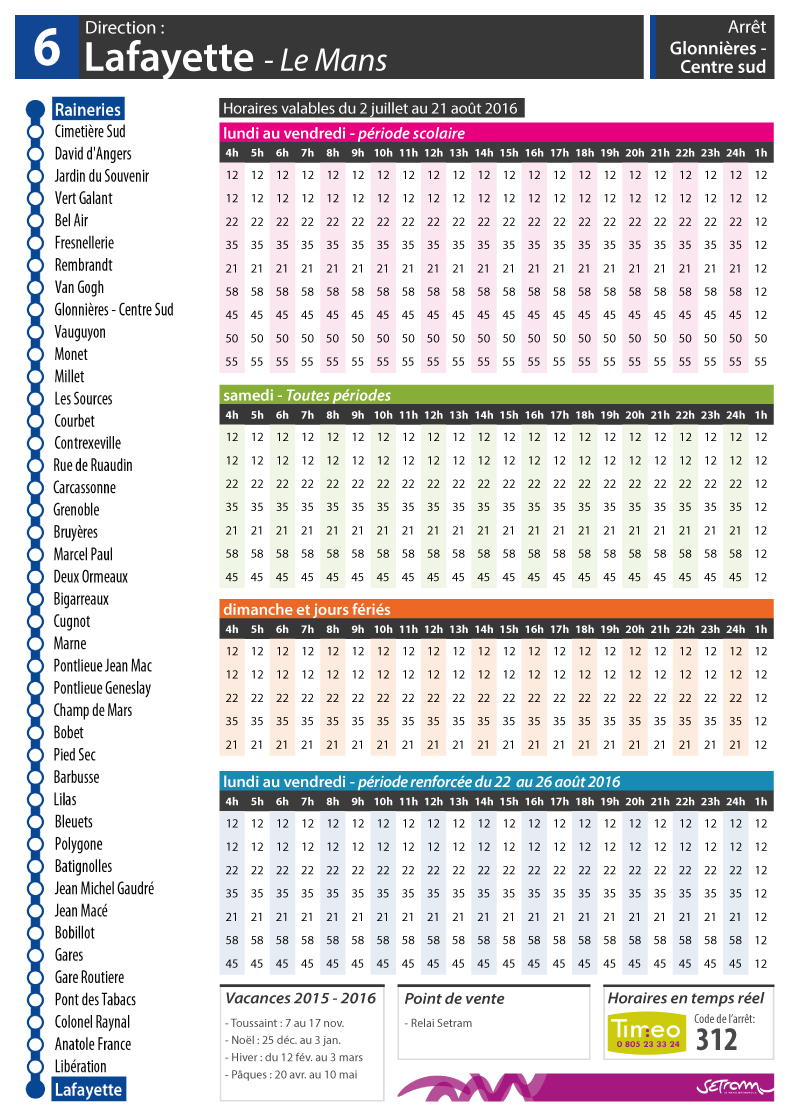 6
Direction :
Lafayette - Le Mans
Arrêt
Glonnières -
Centre sud
Raineries
Cimetière Sud
David d'Angers
Jardin du Souvenir
Vert Galant
Bel Air
Fresnellerie
Rembrandt
Van Gogh
Glonnières - Centre Sud
Vauguyon
Monet
Millet
Les Sources
Courbet
Contrexeville
Rue de Ruaudin
Carcassonne
Grenoble
Bruyères
Marcel Paul
Deux Ormeaux
Bigarreaux
Cugnot
Marne
Pontlieue Jean Mac
Pontlieue Geneslay
Champ de Mars
Bobet
Pied Sec
Barbusse
Lilas
Bleuets
Polygone
Batignolles
Jean Michel Gaudré
Jean Macé
Bobillot
Gares
Gare Routiere
Pont des Tabacs
Colonel Raynal
Anatole France
Libération
Lafayette
Horaires valables du 2 juillet au 21 août 2016
lundi au vendredi - période scolaire
4h 5h 6h 7h 8h 9h 10h 11h 12h 13h 14h 15h 16h 17h 18h 19h 20h 21h 22h 23h 24h 1h
12 12 12 12 12 12 12 12 12 12 12 12 12 12 12 12 12 12 12 12 12 12
12 12 12 12 12 12 12 12 12 12 12 12 12 12 12 12 12 12 12 12 12 12
22 22 22 22 22 22 22 22 22 22 22 22 22 22 22 22 22 22 22 22 22 12
35 35 35 35 35 35 35 35 35 35 35 35 35 35 35 35 35 35 35 35 35 12
21 21 21 21 21 21 21 21 21 21 21 21 21 21 21 21 21 21 21 21 21 12
58 58 58 58 58 58 58 58 58 58 58 58 58 58 58 58 58 58 58 58 58 12
45 45 45 45 45 45 45 45 45 45 45 45 45 45 45 45 45 45 45 45 45 12
50 50 50 50 50 50 50 50 50 50 50 50 50 50 50 50 50 50 50 50 50 50
55 55 55 55 55 55 55 55 55 55 55 55 55 55 55 55 55 55 55 55 55 55
samedi - Toutes périodes
4h 5h 6h 7h 8h 9h 10h 11h 12h 13h 14h 15h 16h 17h 18h 19h 20h 21h 22h 23h 24h 1h
12 12 12 12 12 12 12 12 12 12 12 12 12 12 12 12 12 12 12 12 12 12
12 12 12 12 12 12 12 12 12 12 12 12 12 12 12 12 12 12 12 12 12 12
22 22 22 22 22 22 22 22 22 22 22 22 22 22 22 22 22 22 22 22 22 12
35 35 35 35 35 35 35 35 35 35 35 35 35 35 35 35 35 35 35 35 35 12
21 21 21 21 21 21 21 21 21 21 21 21 21 21 21 21 21 21 21 21 21 12
58 58 58 58 58 58 58 58 58 58 58 58 58 58 58 58 58 58 58 58 58 12
45 45 45 45 45 45 45 45 45 45 45 45 45 45 45 45 45 45 45 45 45 12
dimanche et jours fériés
4h 5h 6h 7h 8h 9h 10h 11h 12h 13h 14h 15h 16h 17h 18h 19h 20h 21h 22h 23h 24h 1h
12 12 12 12 12 12 12 12 12 12 12 12 12 12 12 12 12 12 12 12 12 12
12 12 12 12 12 12 12 12 12 12 12 12 12 12 12 12 12 12 12 12 12 12
22 22 22 22 22 22 22 22 22 22 22 22 22 22 22 22 22 22 22 22 22 12
35 35 35 35 35 35 35 35 35 35 35 35 35 35 35 35 35 35 35 35 35 12
21 21 21 21 21 21 21 21 21 21 21 21 21 21 21 21 21 21 21 21 21 12
lundi au vendredi - période renforcée du 22 au 26 août 2016
4h 5h 6h 7h 8h 9h 10h 11h 12h 13h 14h 15h 16h 17h 18h 19h 20h 21h 22h 23h 24h 1h
12 12 12 12 12 12 12 12 12 12 12 12 12 12 12 12 12 12 12 12 12 12
12 12 12 12 12 12 12 12 12 12 12 12 12 12 12 12 12 12 12 12 12 12
22 22 22 22 22 22 22 22 22 22 22 22 22 22 22 22 22 22 22 22 22 12
35 35 35 35 35 35 35 35 35 35 35 35 35 35 35 35 35 35 35 35 35 12
21 21 21 21 21 21 21 21 21 21 21 21 21 21 21 21 21 21 21 21 21 12
58 58 58 58 58 58 58 58 58 58 58 58 58 58 58 58 58 58 58 58 58 12
45 45 45 45 45 45 45 45 45 45 45 45 45 45 45 45 45 45 45 45 45 12
Vacances 2015 - 2016
- Toussaint : 7 au 17 nov.
- Noël : 25 déc. au 3 jan.
- Hiver : du 12 fév. au 3 mars
- Pâques : 20 avr. au 10 mai
Point de vente
- Relai Setram
Horaires en temps réel
Timeo
0 805 23 33 24
Code de l'arrêt:
312
Setram